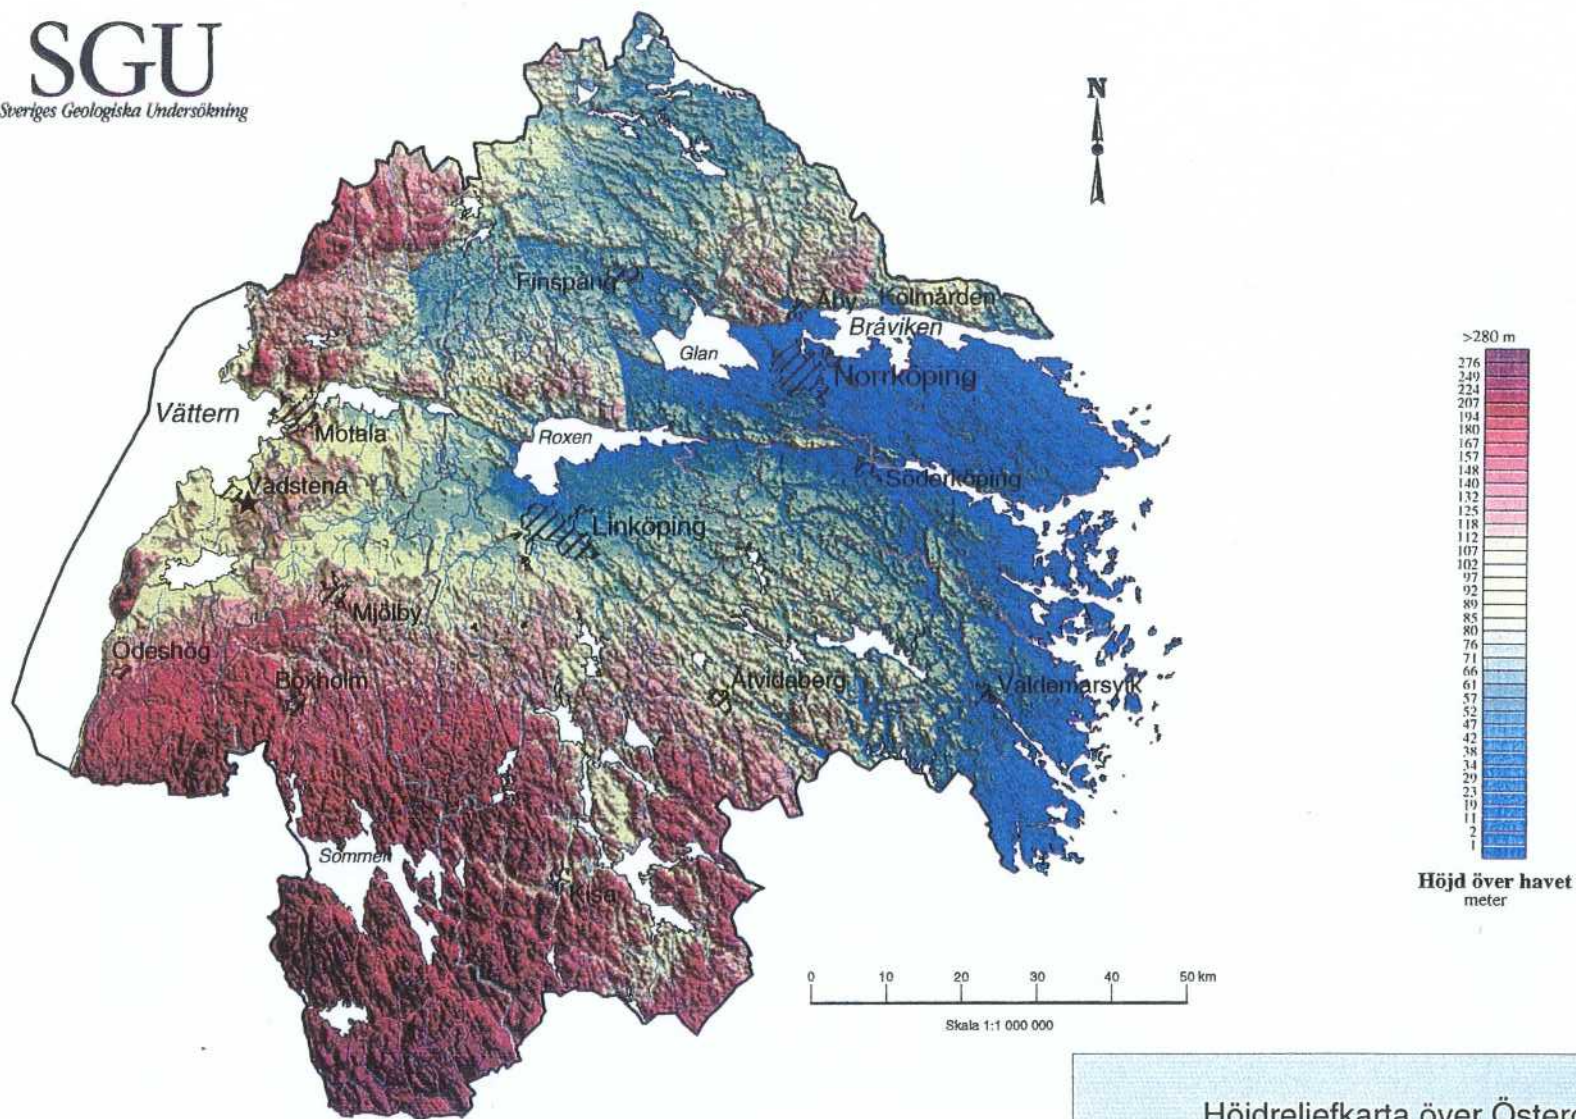 SGU
Sveriges Geologiska Undersökning
N
Finspång
Åby
Kolmården
Bråviken
Glan
Norrköping
Vättern
Motala
Roxen
Vadstena
Söderköping
Linköping
Mjölby
Ödeshög
Boxholm
Åtvidaberg
Valdemarsvik
Sommen
Kisa
>280 m
276
249
224
207
194
180
167
157
148
140
132
125
118
112
107
102
97
92
89
85
80
76
71
66
61
57
52
47
42
38
34
29
23
19
11
2
1
Höjd över havet
meter
0 10 20 30 40 50 km
Skala 1:1 000 000
Höjdreliefkarta över Österg